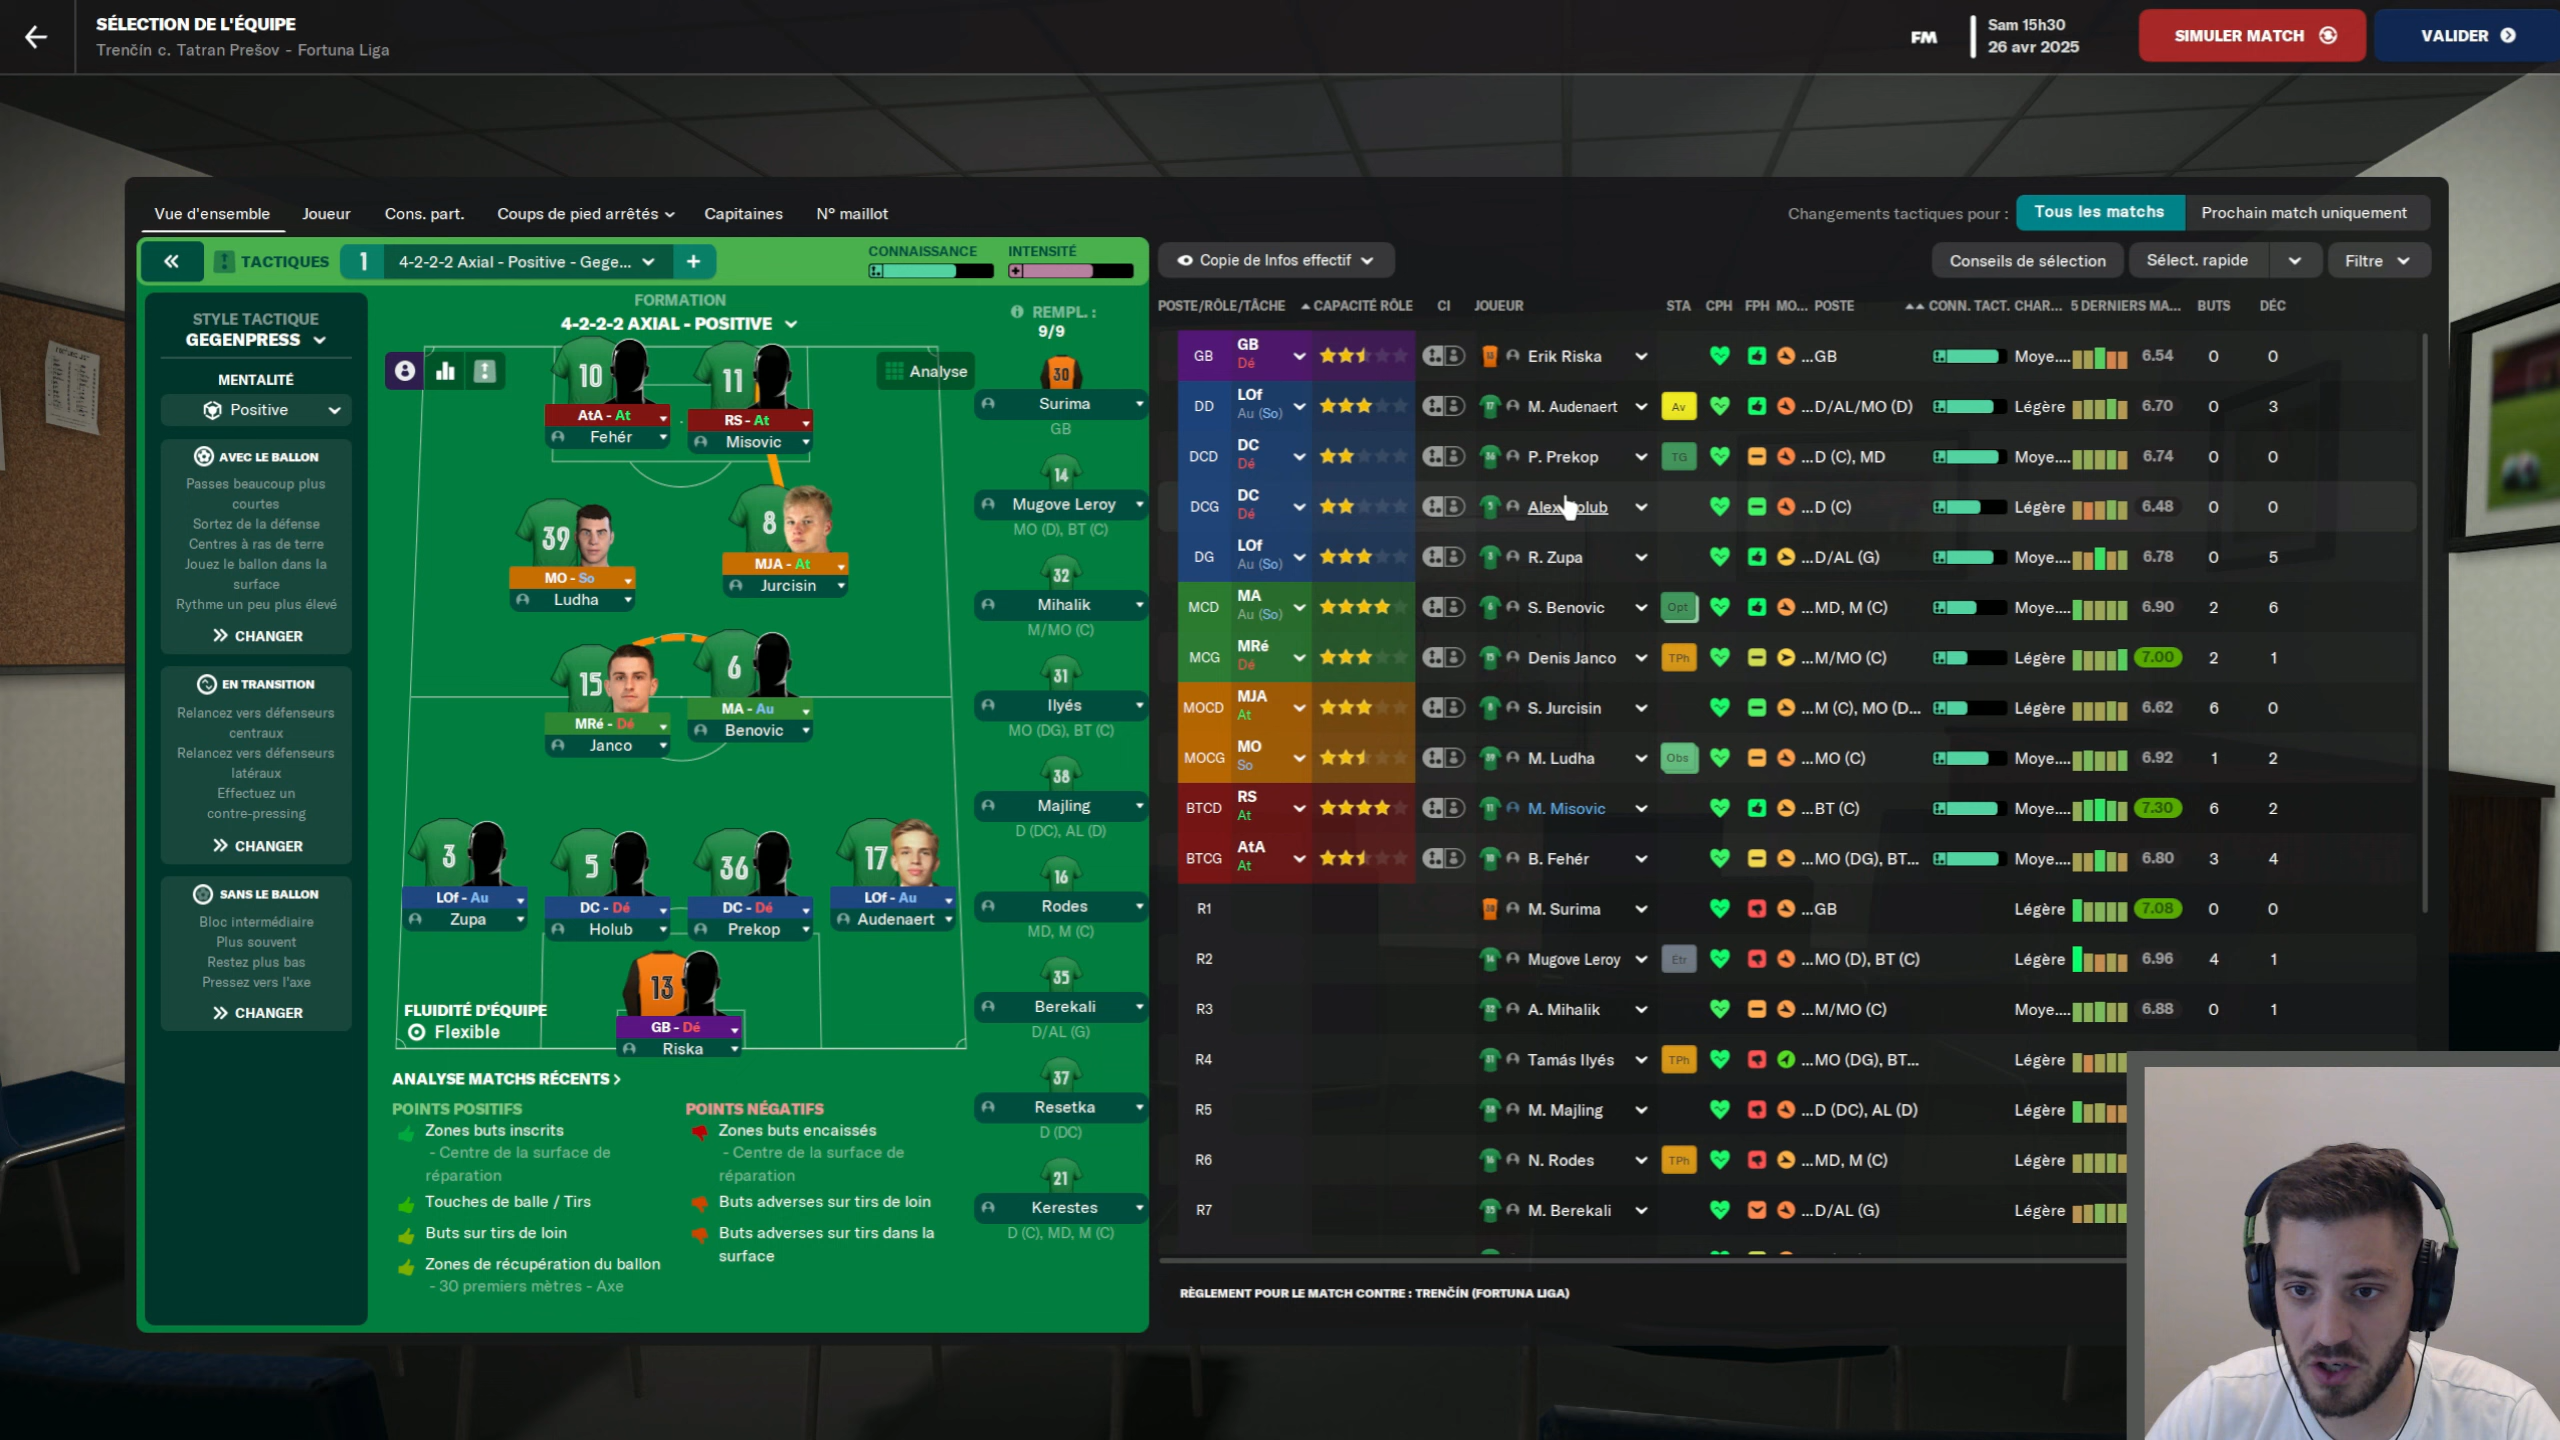 SÉLECTION DE L'ÉQUIPE
Trenčín c. Tatran Prešov - Fortuna Liga
FM
Sam 15h30
26 avr 2025
SIMULER MATCH
VALIDER
Vue d'ensemble
Joueur
Cons. part.
Coups de pied arrêtés
Capitaines
N° maillot
Changements tactiques pour :
Tous les matchs
Prochain match uniquement
TACTIQUES
1
4-2-2-2 Axial - Positive - Gege...
CONNAISSANCE
INTENSITÉ
STYLE TACTIQUE
GEGENPRESS
MENTALITÉ
Positive
AVEC LE BALLON
Passes beaucoup plus
courtes
Sortez de la défense
Centres à ras de terre
Jouez le ballon dans la
surface
Rythme un peu plus élevé
CHANGER
EN TRANSITION
Relancez vers défenseurs
centraux
Relancez vers défenseurs
latéraux
Effectuez un
contre-pressing
CHANGER
SANS LE BALLON
Bloc intermédiaire
Plus souvent
Restez plus bas
Pressez vers l'axe
CHANGER
FORMATION
4-2-2-2 AXIAL - POSITIVE
Analyse
10
AtA - At
Fehér
11
RS - At
Misovic
39
MO - So
Ludha
8
MJA - At
Jurcisin
15
MRé - Dé
Janco
6
MA - Au
Benovic
3
LOf - Au
Zupa
5
DC - Dé
Holub
36
DC - Dé
Prekop
17
LOf - Au
Audenaert
13
GB - Dé
Riska
FLUIDITÉ D'ÉQUIPE
Flexible
ANALYSE MATCHS RÉCENTS
POINTS POSITIFS
Zones buts inscrits
- Centre de la surface de
réparation
Touches de balle / Tirs
Buts sur tirs de loin
Zones de récupération du ballon
- 30 premiers mètres - Axe
POINTS NÉGATIFS
Zones buts encaissés
- Centre de la surface de
réparation
Buts adverses sur tirs de loin
Buts adverses sur tirs dans la
surface
REMPL. :
9/9
30
Surima
GB
14
Mugove Leroy
MO (D), BT (C)
32
Mihalik
M/MO (C)
31
Ilyés
MO (DG), BT (C)
38
Majling
D (DC), AL (D)
16
Rodes
MD, M (C)
35
Berekali
D/AL (G)
37
Resetka
D (DC)
21
Kerestes
D (C), MD, M (C)
Copie de Infos effectif
Conseils de sélection
Sélect. rapide
Filtre
POSTE/RÔLE/TÂCHE CAPACITÉ RÔLE CI JOUEUR STA CPH FPH MO... POSTE CONN. TACT. CHAR... 5 DERNIERS MA... BUTS DÉC
GB GB Dé Erik Riska ...GB Moye.... 6.54 0 0
DD LOf Au (So) M. Audenaert Av ...D/AL/MO (D) Légère 6.70 0 3
DCD DC Dé P. Prekop TG ...D (C), MD Moye.... 6.74 0 0
DCG DC Dé Alex olub ...D (C) Légère 6.48 0 0
DG LOf Au (So) R. Zupa ...D/AL (G) Moye.... 6.78 0 5
MCD MA Au (So) S. Benovic Opt ...MD, M (C) Moye.... 6.90 2 6
MCG MRé Dé Denis Janco TPh ...M/MO (C) Légère 7.00 2 1
MOCD MJA At S. Jurcisin ...M (C), MO (D... Légère 6.62 6 0
MOCG MO So M. Ludha Obs ...MO (C) Moye.... 6.92 1 2
BTCD RS At M. Misovic ...BT (C) Moye.... 7.30 6 2
BTCG AtA At B. Fehér ...MO (DG), BT... Moye.... 6.80 3 4
R1 M. Surima ...GB Légère 7.08 0 0
R2 Mugove Leroy Etr ...MO (D), BT (C) Légère 6.96 4 1
R3 A. Mihalik ...M/MO (C) Moye.... 6.88 0 1
R4 Tamás Ilyés TPh ...MO (DG), BT... Légère
R5 M. Majling ...D (DC), AL (D) Légère
R6 N. Rodes TPh ...MD, M (C) Légère
R7 M. Berekali ...D/AL (G) Légère
RÈGLEMENT POUR LE MATCH CONTRE : TRENČÍN (FORTUNA LIGA)